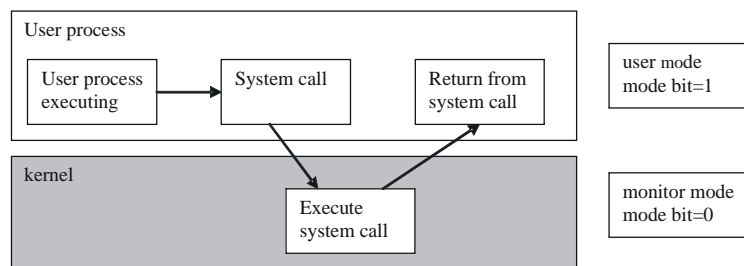 User process
User process
executing
System call
Return from
system call
user mode
mode bit=1
kernel
Execute
system call
monitor mode
mode bit=0